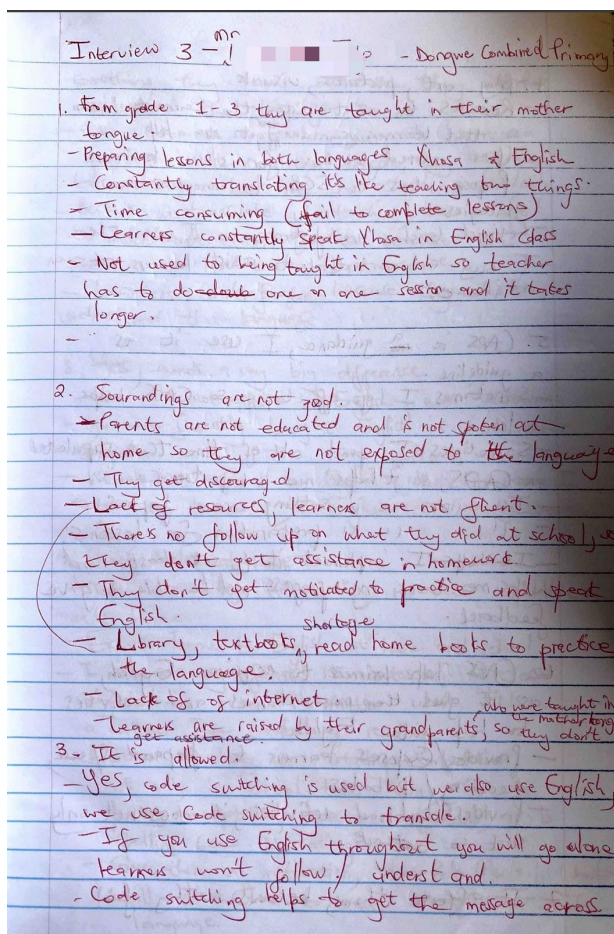 Interview 3 - Mr - Dongwe Combined Primary
1. From grade 1-3 they are taught in their mother
tongue.
- Preparing lessons in both languages Xhosa & English
- Constantly translating it's like teaching two things.
- Time consuming (fail to complete lessons)
- Learners constantly speak Xhosa in English class
- Not used to being taught in English so teacher
has to do one on one session and it takes
longer.
-
2. Sourandings are not good.
- Parents are not educated and is not spoken at
home so they are not exposed to the language
- They get discouraged
- Lack of resources, learners are not fluent.
- There's no follow up on what they did at school, so
they don't get assistance in homework
- They don't get motivated to practice and speak
English.
shortage
- Library, textbooks, read home books to practice
the language.
- Lack of of internet
who were taught in
the mother tongue
- Learners are raised by their grandparents, so they don't
get assistance.
3. It is allowed.
- Yes, code switching is used but we also use English,
we use Code switching to transale.
- If you use English throughout you will go alone
learners won't follow / understand.
- Code switching helps to get the message across.